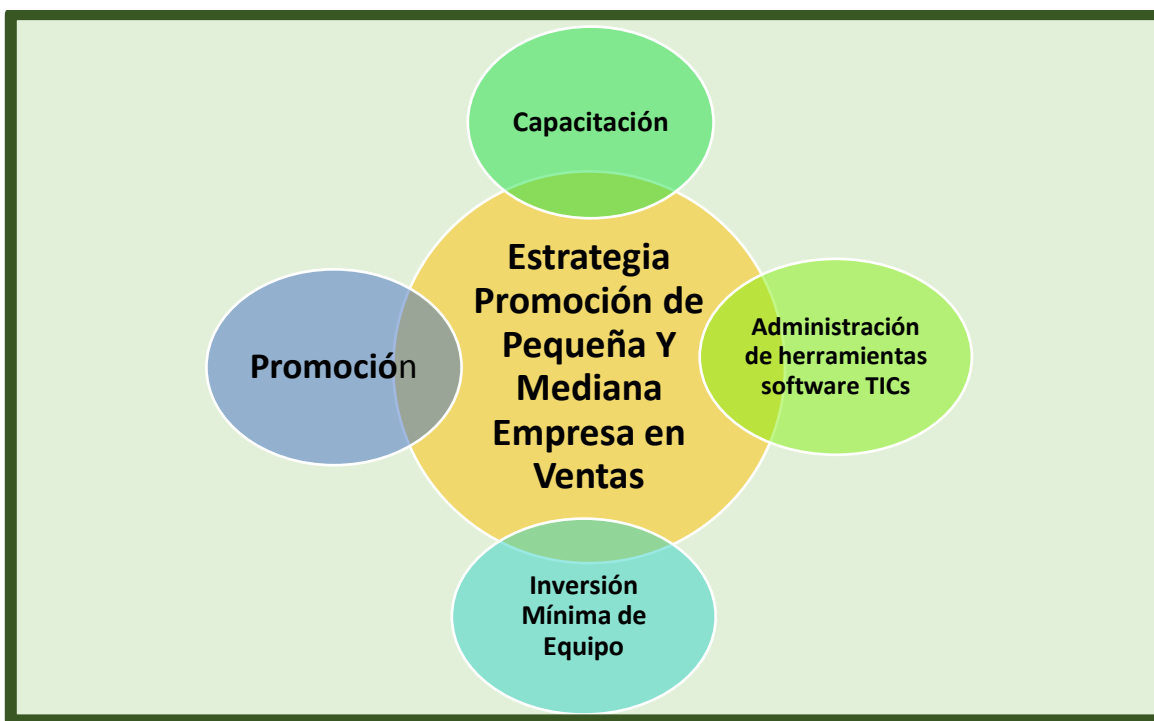 Capacitación
Estrategia
Promoción de
Pequeña Y
Mediana
Empresa en
Ventas
Promoción
Administración
de herramientas
software TICs
Inversión
Mínima de
Equipo